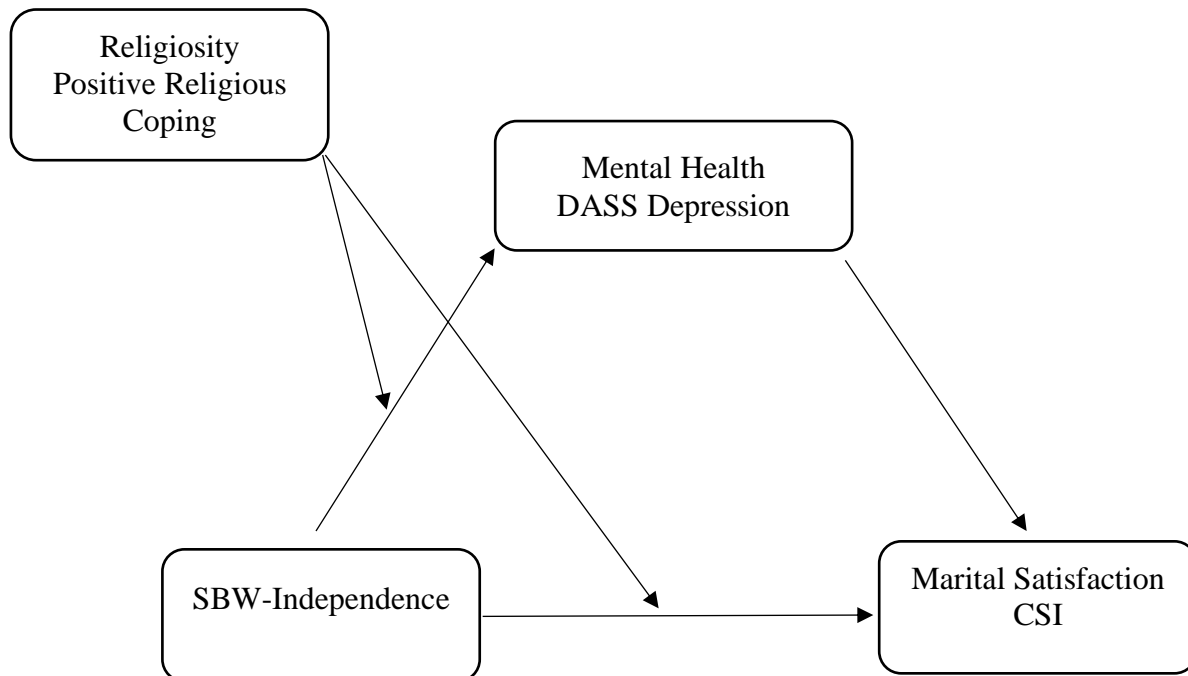 Religiosity
Positive Religious
Coping
Mental Health
DASS Depression
SBW-Independence
Marital Satisfaction
CSI